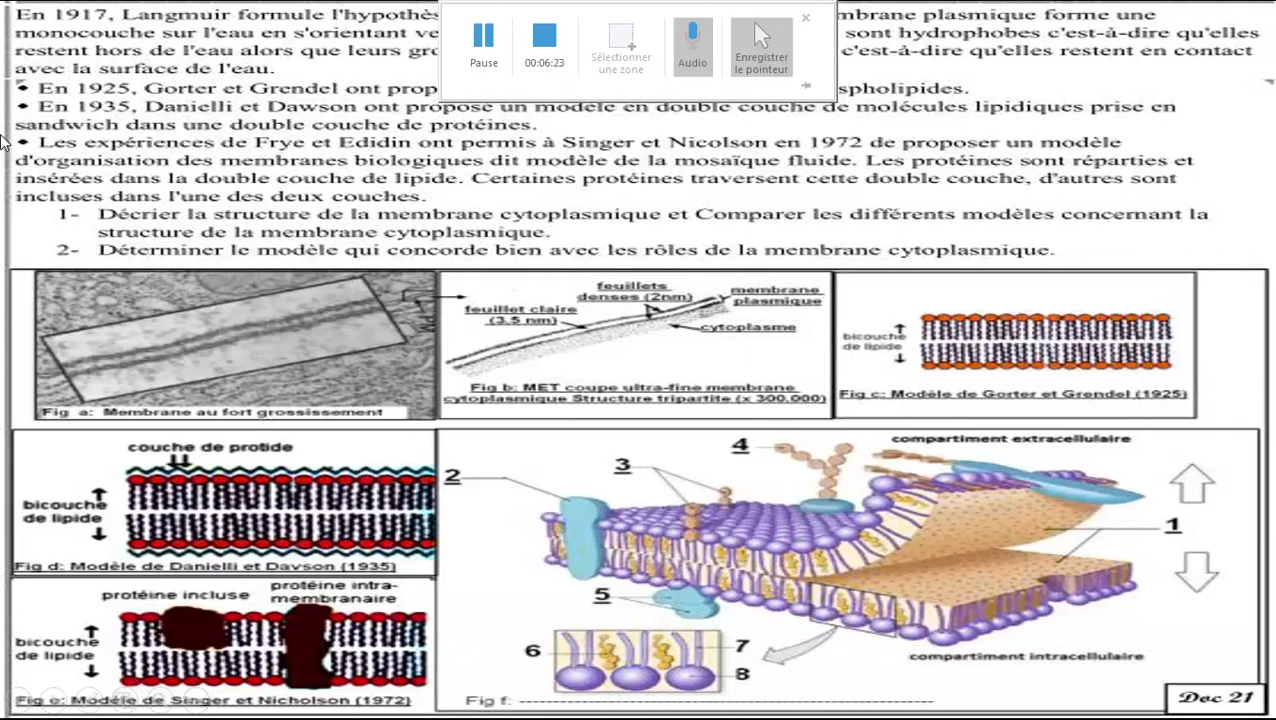 En 1917, Langmuir formule l'hypothès
mbrane plasmique forme une
monocouche sur l'eau en s'orientant ve
sont hydrophobes c'est-à-dire qu'elles
restent hors de l'eau alors que leurs gro
c'est-à-dire qu'elles restent en contact
avec la surface de l'eau.
• En 1925, Gorter et Grendel ont prop
spholipides.
• En 1935, Danielli et Dawson ont proposé un modèle en double couche de molécules lipidiques prise en
sandwich dans une double couche de protéines.
• Les expériences de Frye et Edidin ont permis à Singer et Nicolson en 1972 de proposer un modèle
d'organisation des membranes biologiques dit modèle de la mosaïque fluide. Les protéines sont réparties et
insérées dans la double couche de lipide. Certaines protéines traversent cette double couche, d'autres sont
incluses dans l'une des deux couches.
1- Décrier la structure de la membrane cytoplasmique et Comparer les différents modèles concernant la
structure de la membrane cytoplasmique.
2- Déterminer le modèle qui concorde bien avec les rôles de la membrane cytoplasmique.
Pause
00:06:23
Sélectionner
une zone
Audio
Enregistrer
le pointeur
Fig a: Membrane au fort grossissement
feuillets
denses (2nm)
membrane
plasmique
feuillet claire
(3,5 nm)
cytoplasme
Fig b: MET coupe ultra-fine membrane
cytoplasmique Structure tripartite (x 300.000)
bicouche
de lipide
Fig c: Modèle de Gorter et Grendel (1925)
couche de protide
bicouche
de lipide
Fig d: Modèle de Danielli et Davson (1935)
protéine incluse
protéine intra-
membranaire
bicouche
de lipide
Fig e: Modèle de Singer et Nicholson (1972)
compartiment extracellulaire
4
3
2
1
5
6
7
8
compartiment intracellulaire
Fig f:
Doc 21